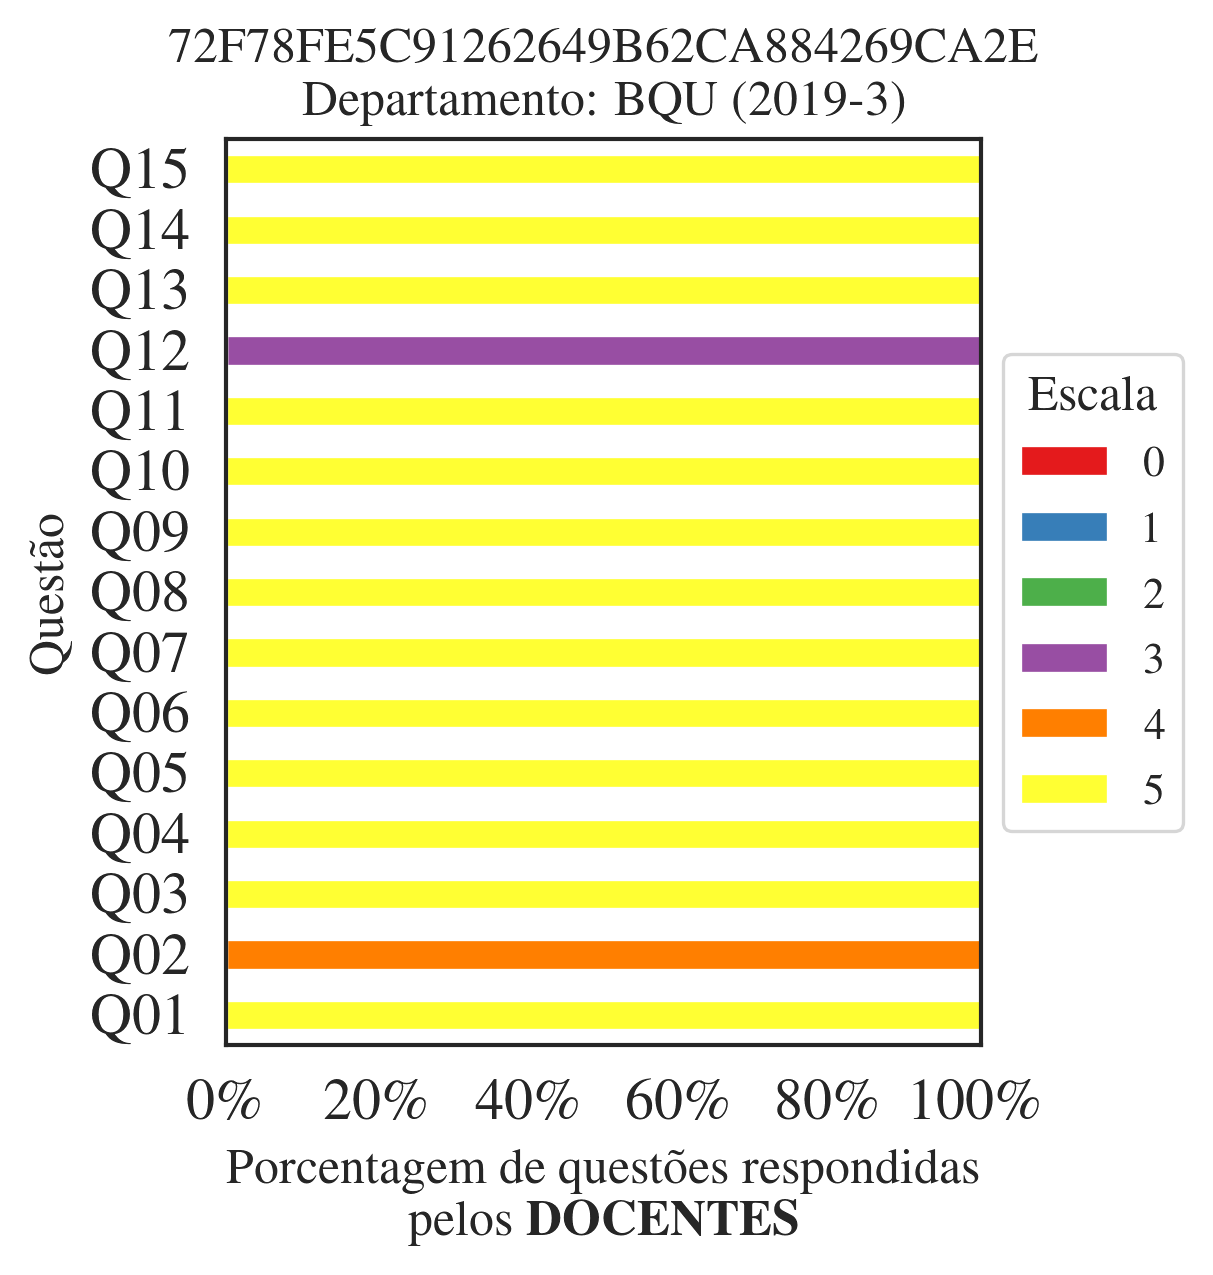 72F78FE5C91262649B62CA884269CA2E
Departamento: BQU (2019-3)
Q15
Q14
Q13
Q12
Q11
Q10
Q09
Q08
Q07
Q06
Q05
Q04
Q03
Q02
Q01
Questão
0% 20% 40% 60% 80% 100%
Porcentagem de questões respondidas
pelos DOCENTES
Escala
0
1
2
3
4
5